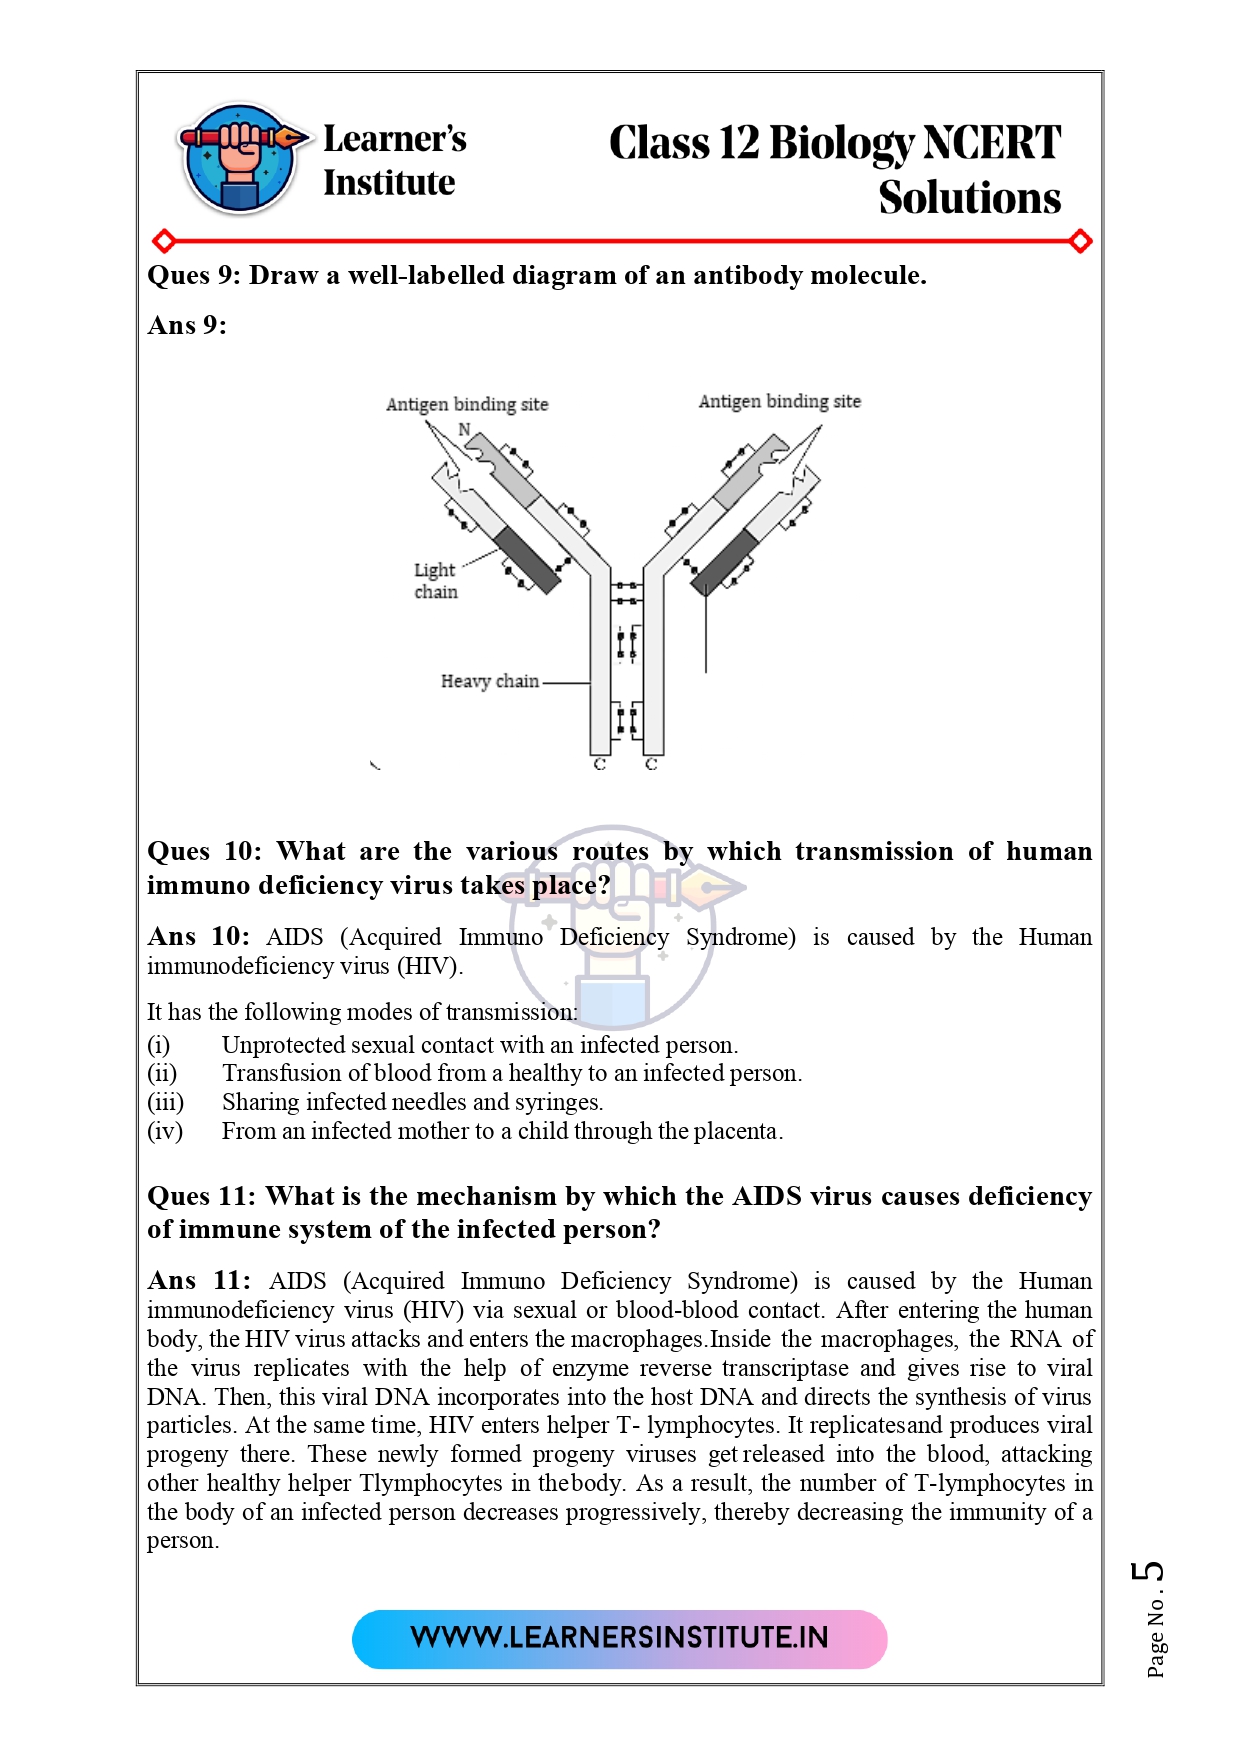 Learner's
Institute
Class 12 Biology NCERT
Solutions
Ques 9: Draw a well-labelled diagram of an antibody molecule.
Ans 9:
Antigen binding site
Antigen binding site
N
Light
chain
Heavy chain
C
C
Ques 10: What are the various routes by which transmission of human
immuno deficiency virus takes place?
Ans 10: AIDS (Acquired Immuno Deficiency Syndrome) is caused by the Human
immunodeficiency virus (HIV).
It has the following modes of transmission:
(i) Unprotected sexual contact with an infected person.
(ii) Transfusion of blood from a healthy to an infected person.
(iii) Sharing infected needles and syringes.
(iv) From an infected mother to a child through the placenta.
Ques 11: What is the mechanism by which the AIDS virus causes deficiency
of immune system of the infected person?
Ans 11: AIDS (Acquired Immuno Deficiency Syndrome) is caused by the Human
immunodeficiency virus (HIV) via sexual or blood-blood contact. After entering the human
body, the HIV virus attacks and enters the macrophages.Inside the macrophages, the RNA of
the virus replicates with the help of enzyme reverse transcriptase and gives rise to viral
DNA. Then, this viral DNA incorporates into the host DNA and directs the synthesis of virus
particles. At the same time, HIV enters helper T- lymphocytes. It replicatesand produces viral
progeny there. These newly formed progeny viruses get released into the blood, attacking
other healthy helper Tlymphocytes in thebody. As a result, the number of T-lymphocytes in
the body of an infected person decreases progressively, thereby decreasing the immunity of a
person.
WWW.LEARNERSINSTITUTE.IN
Page No. 5